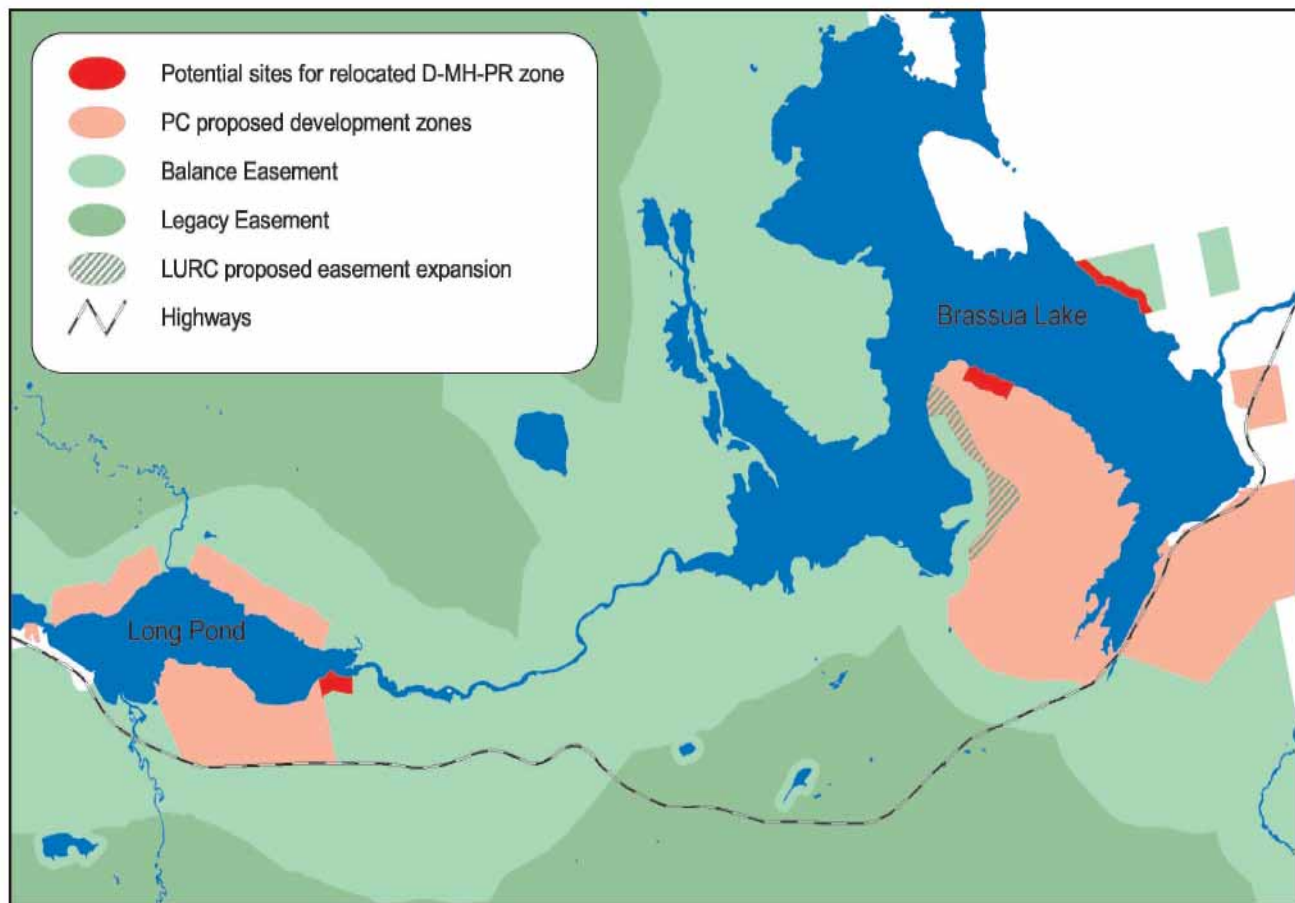 Potential sites for relocated D-MH-PR zone
PC proposed development zones
Balance Easement
Legacy Easement
LURC proposed easement expansion
Highways
Brassua Lake
Long Pond